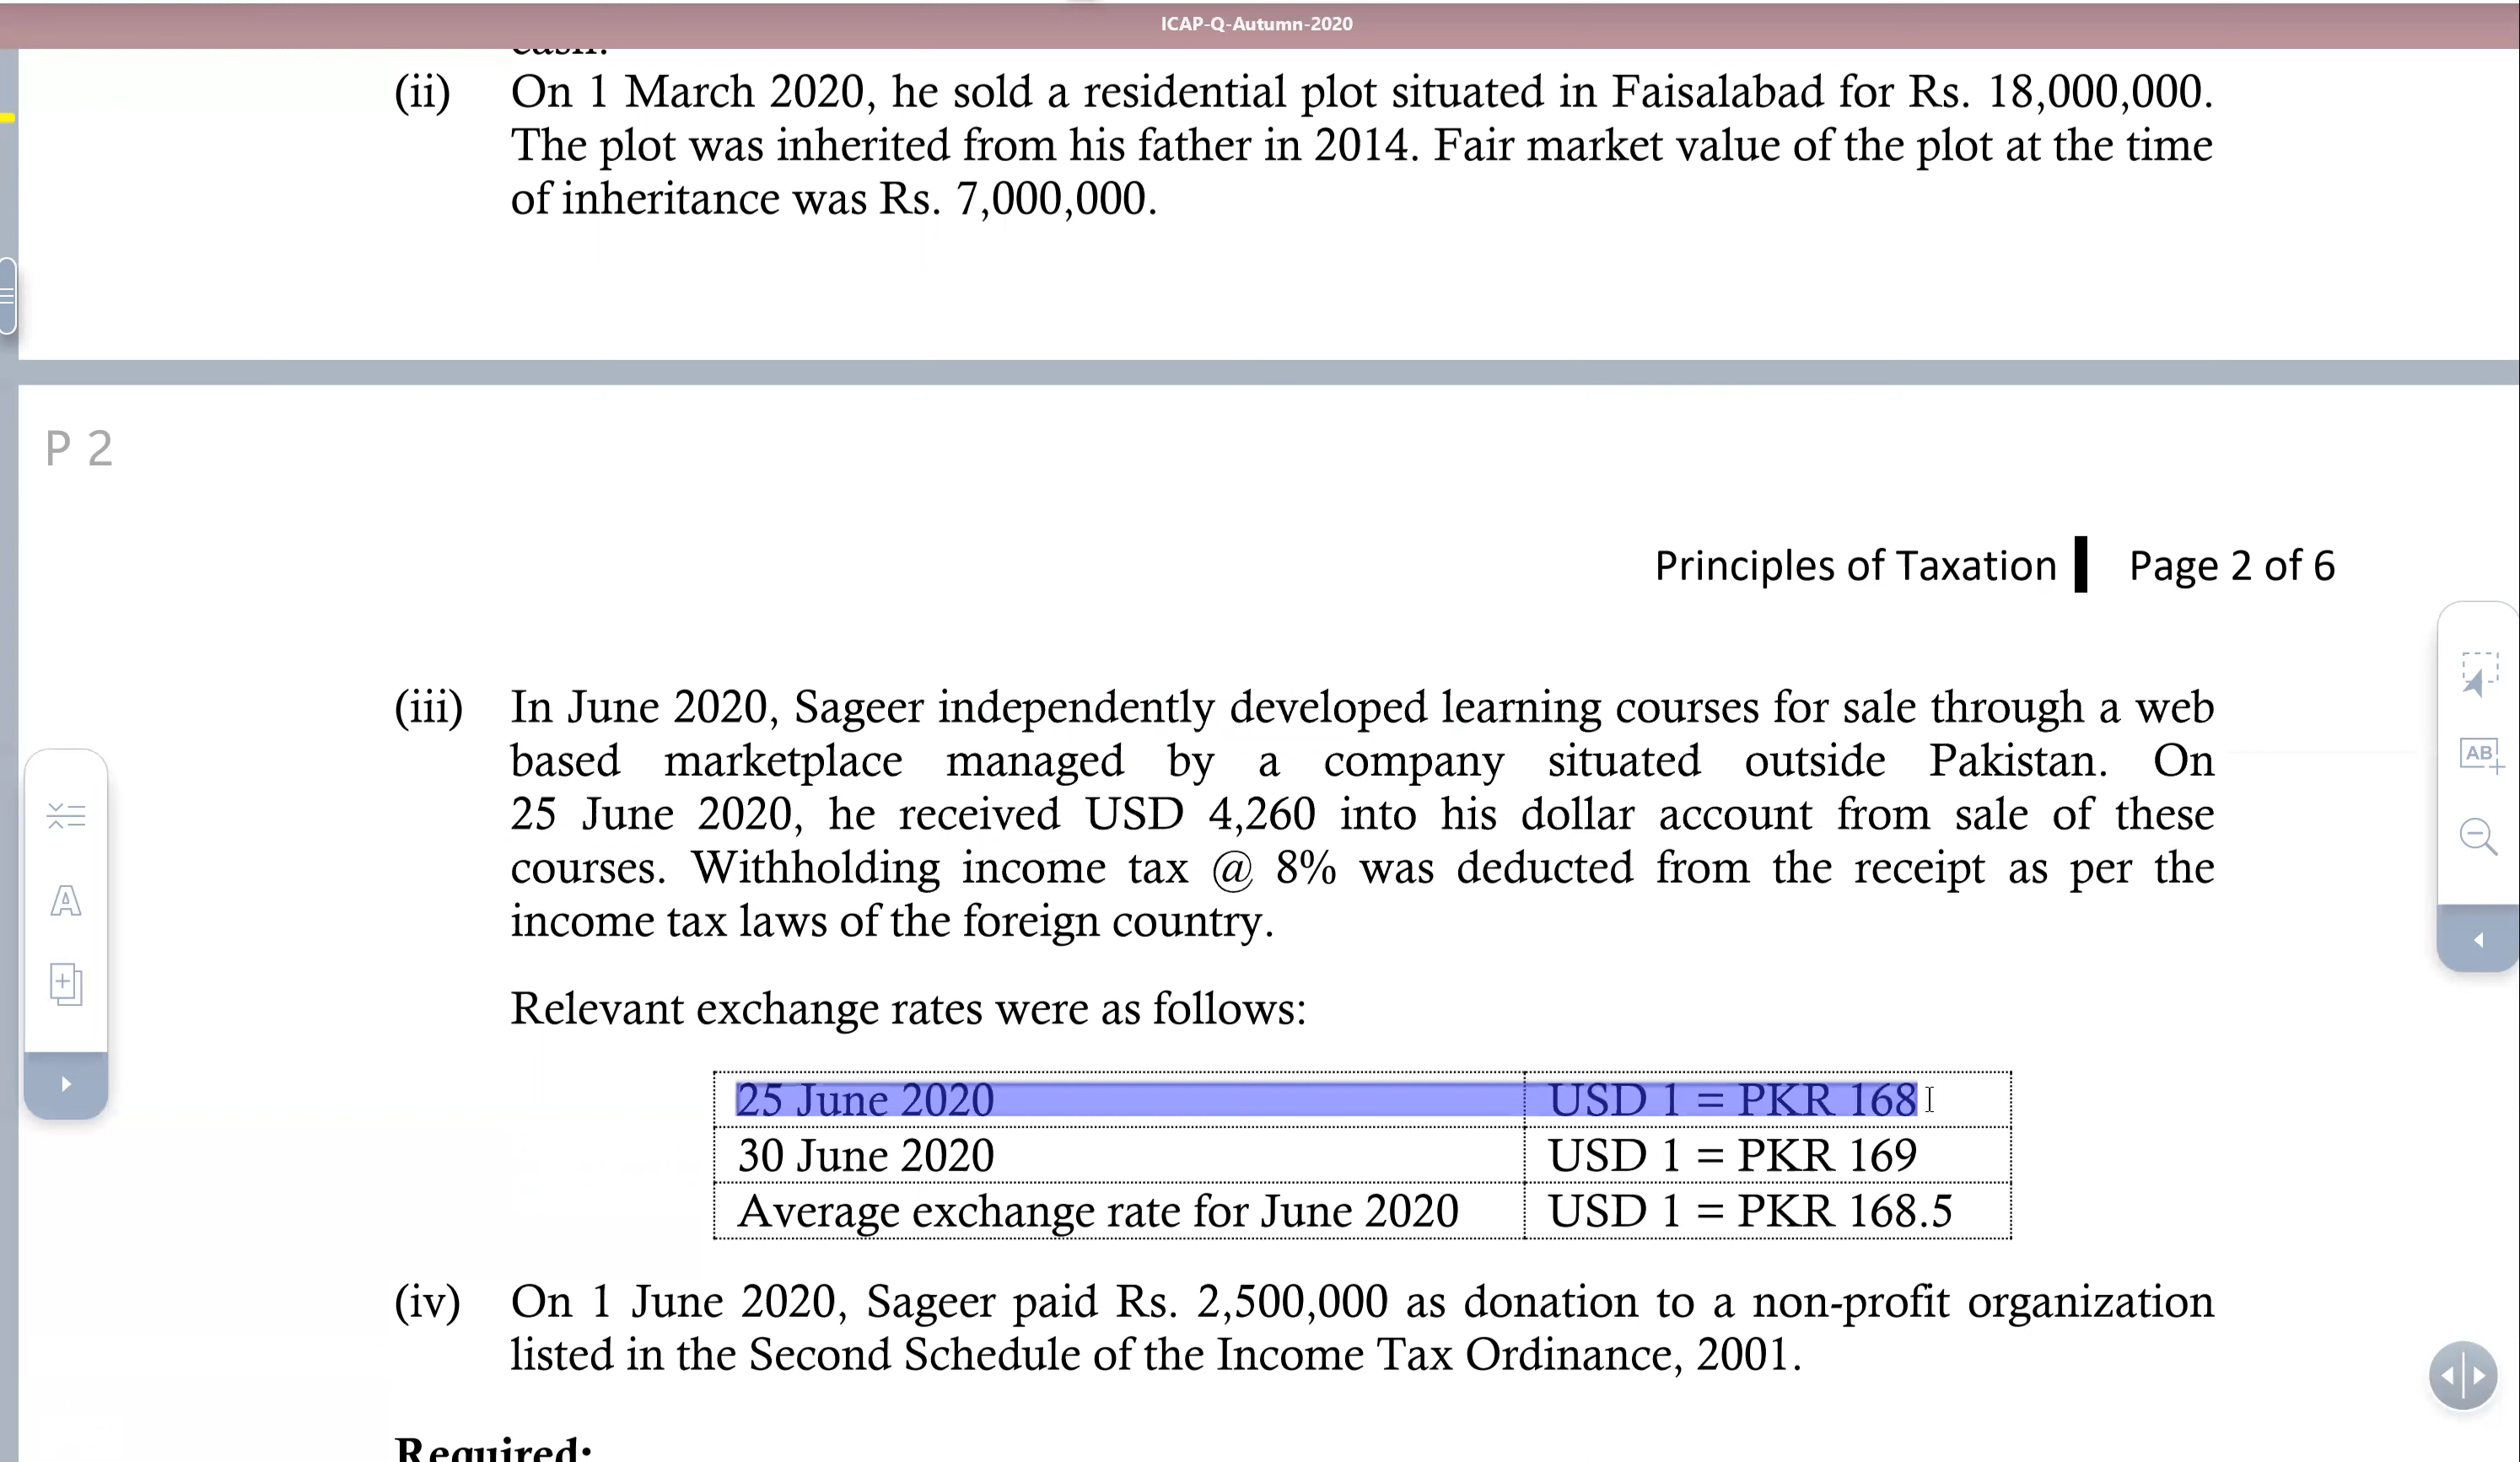 ICAP-Q-Autumn-2020
cash.
(ii) On 1 March 2020, he sold a residential plot situated in Faisalabad for Rs. 18,000,000.
The plot was inherited from his father in 2014. Fair market value of the plot at the time
of inheritance was Rs. 7,000,000.
P 2
Principles of Taxation Page 2 of 6
(iii) In June 2020, Sageer independently developed learning courses for sale through a web
based marketplace managed by a company situated outside Pakistan. On
25 June 2020, he received USD 4,260 into his dollar account from sale of these
courses. Withholding income tax @ 8% was deducted from the receipt as per the
income tax laws of the foreign country.
Relevant exchange rates were as follows:
25 June 2020 USD 1 = PKR 168
30 June 2020 USD 1 = PKR 169
Average exchange rate for June 2020 USD 1 = PKR 168.5
(iv) On 1 June 2020, Sageer paid Rs. 2,500,000 as donation to a non-profit organization
listed in the Second Schedule of the Income Tax Ordinance, 2001.
Required:
A
AB